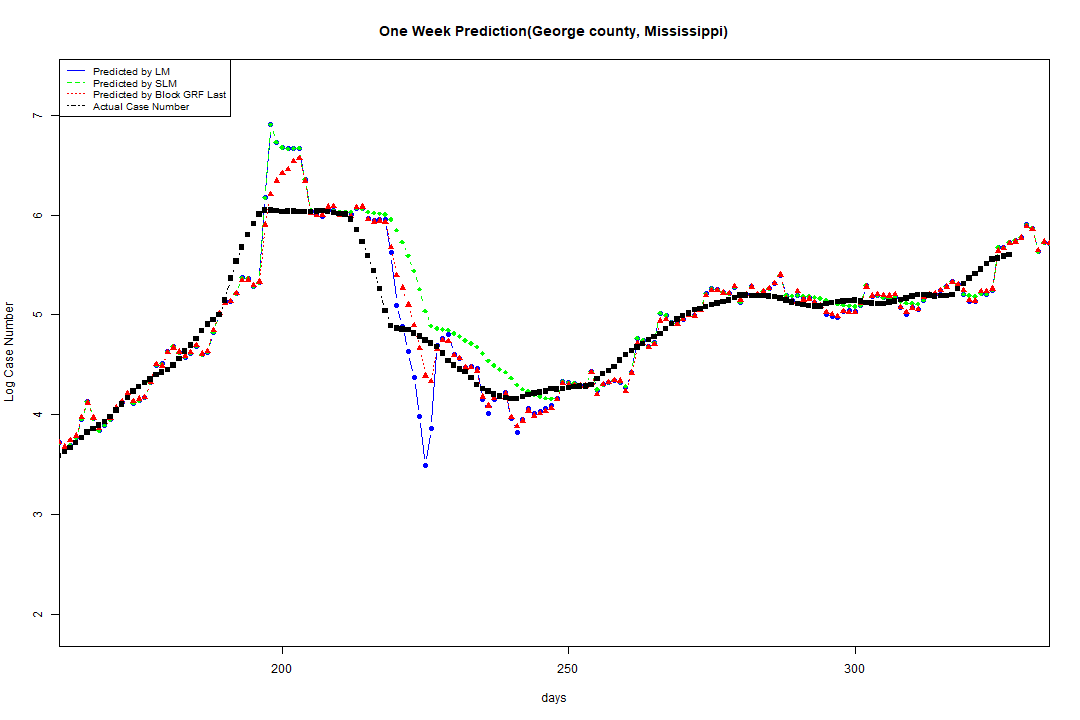 One Week Prediction(George county, Mississippi)
Predicted by LM
Predicted by SLM
Predicted by Block GRF Last
Actual Case Number
7
6
5
4
3
2
Log Case Number
200
250
300
days